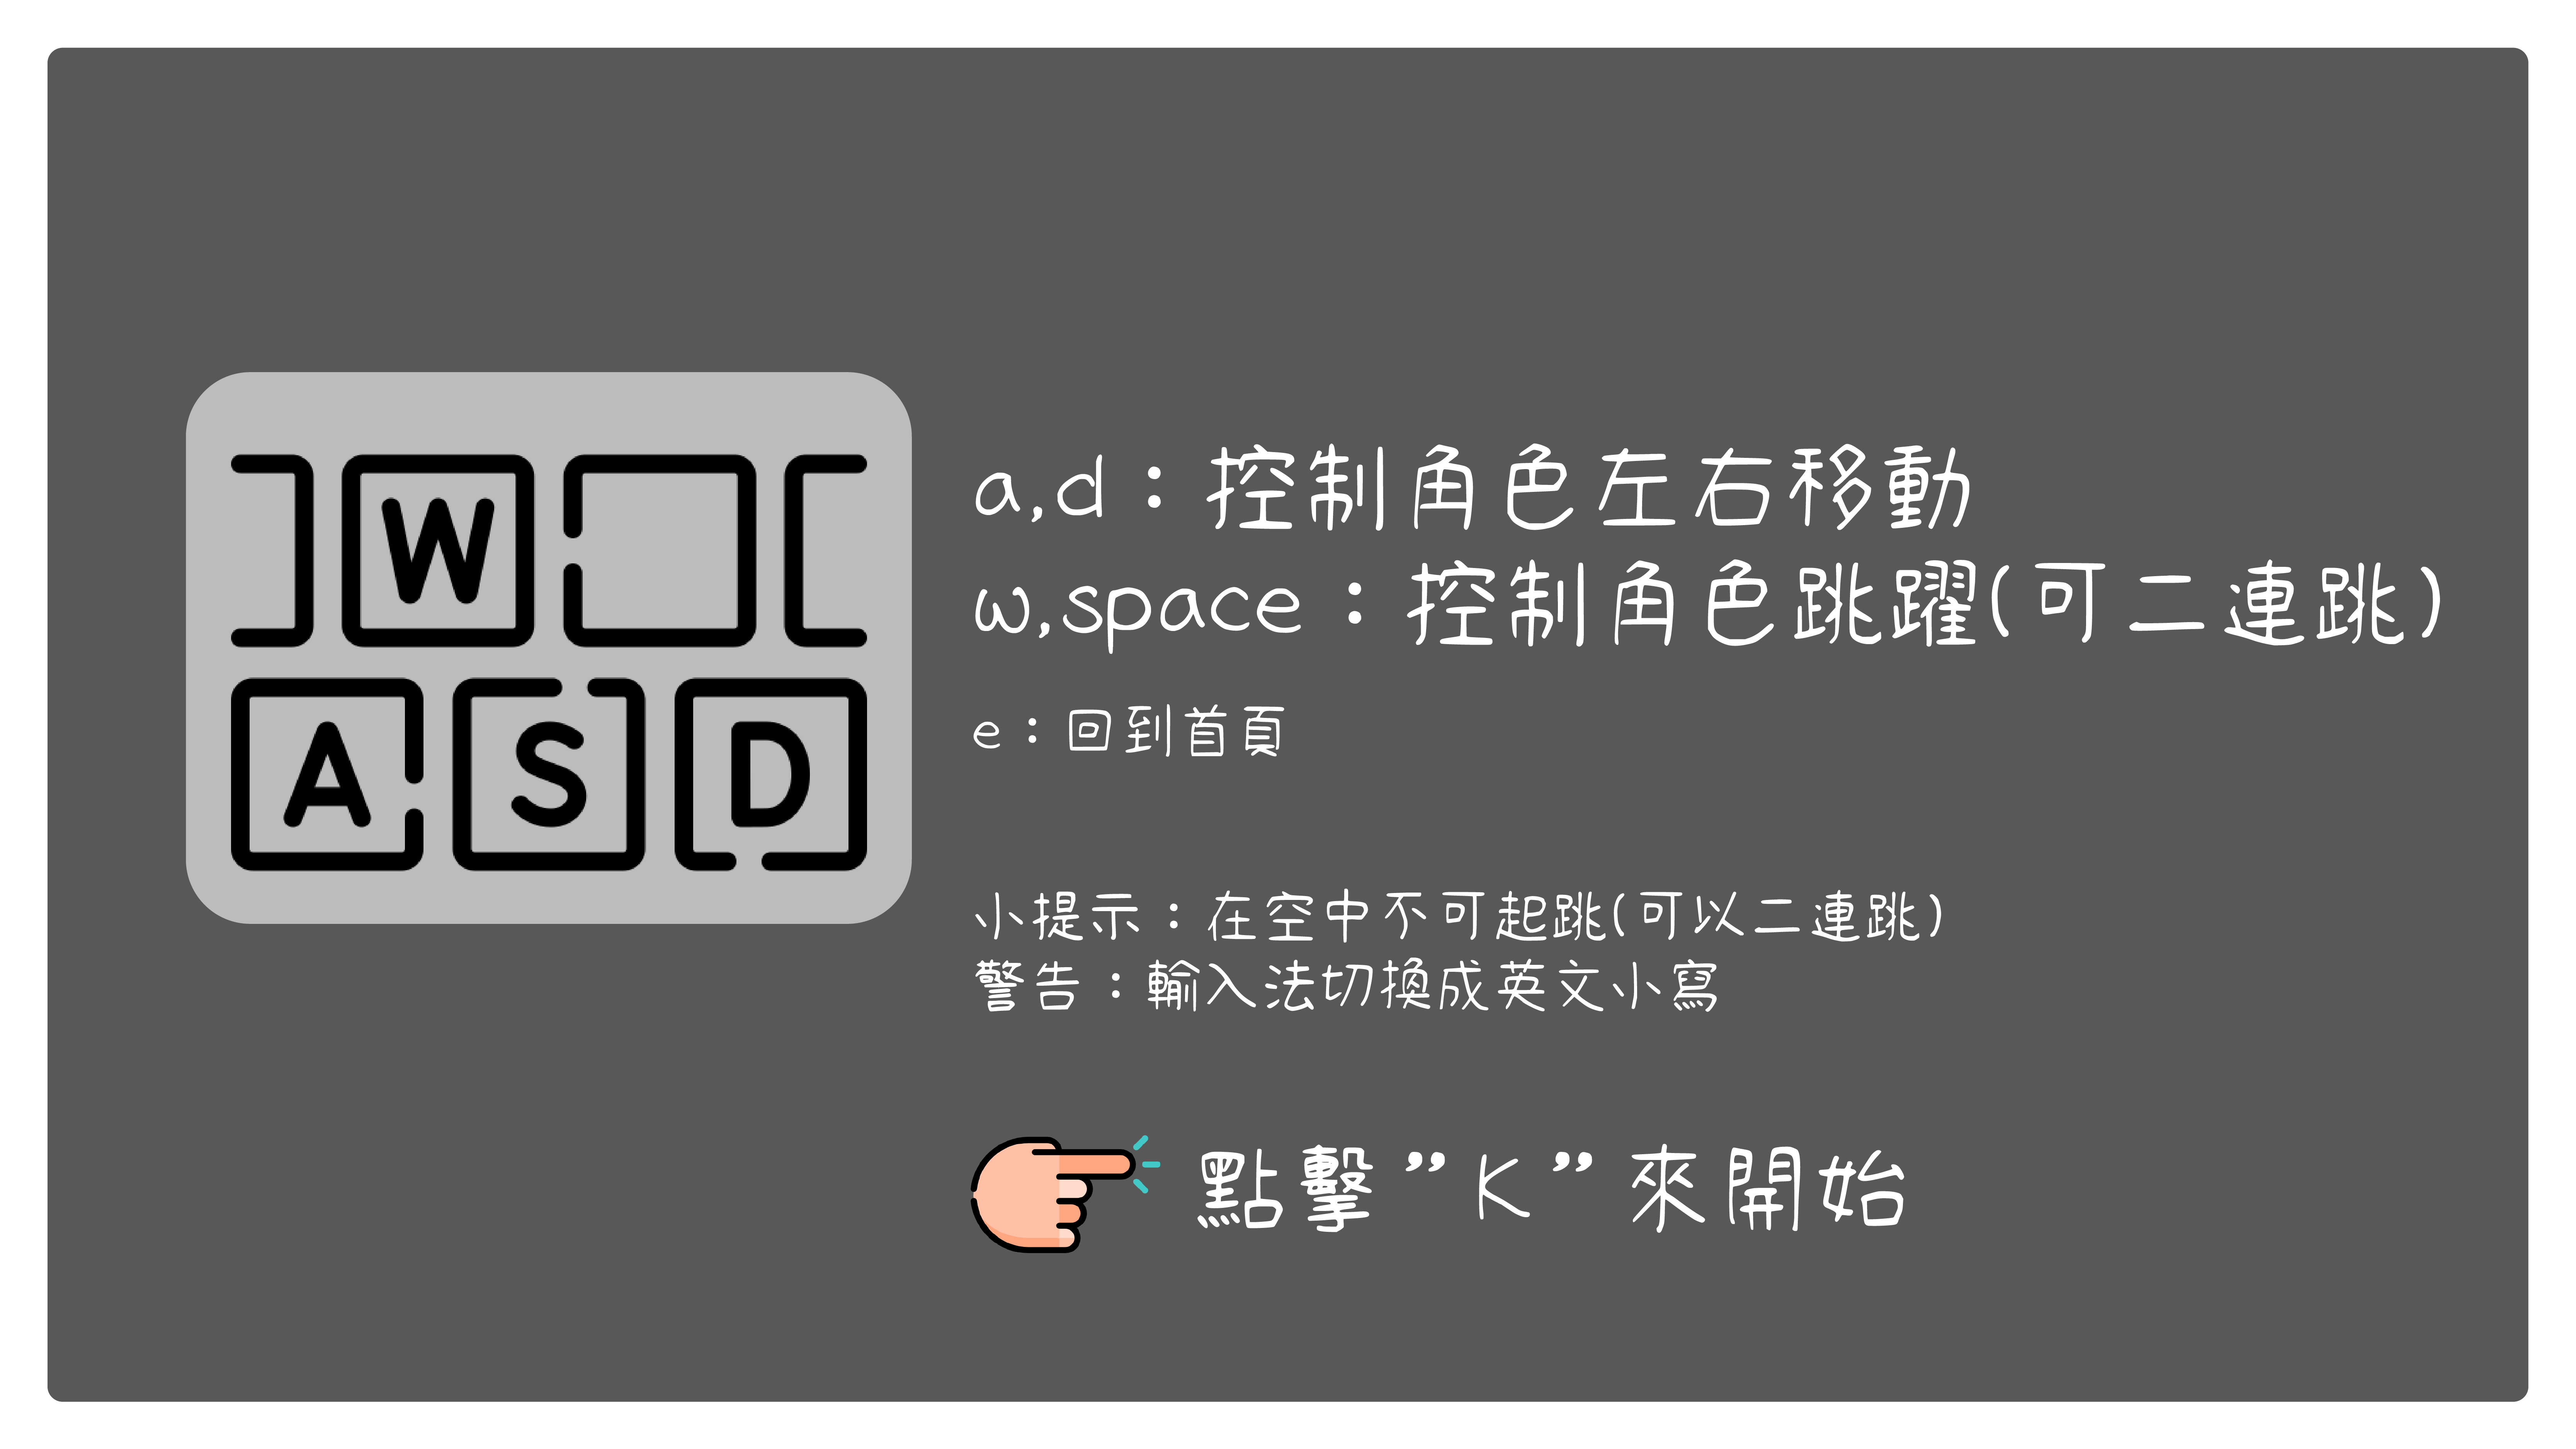 W
A S D
a,d：控制角色左右移動
w,space：控制角色跳躍(可二連跳)
e：回到首頁
小提示：在空中不可起跳(可以二連跳)
警告：輸入法切換成英文小寫
點擊”K”來開始